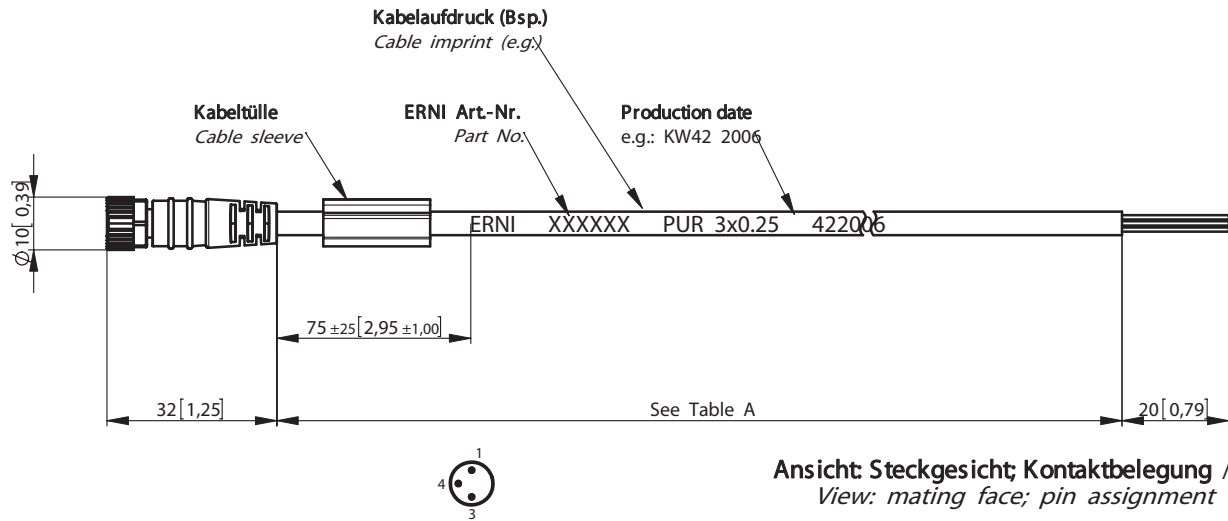 Kabelaufdruck (Bsp.)
Cable imprint (e.g.)
Kabeltülle
Cable sleeve
ERNI Art.-Nr.
Part No.
Production date
e.g.: KW42 2006
∅10[0,39]
ERNI XXXXXX PUR 3x0.25 422006
75 ±25[2,95 ±1,00]
32[1,25]
See Table A
20[0,79]
1
4
3
Ansicht: Steckgesicht; Kontaktbelegung /
View: mating face; pin assignment